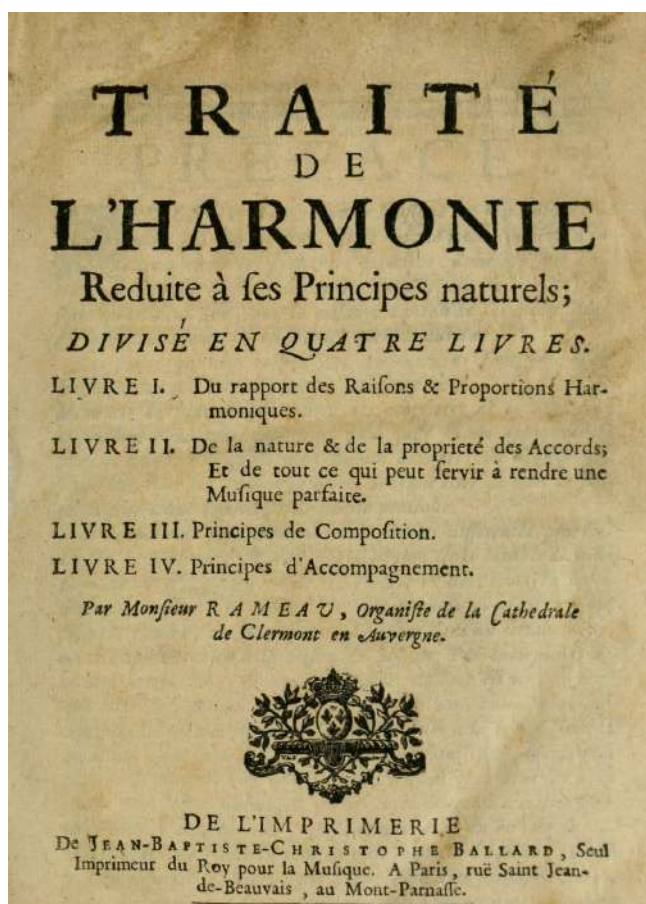 TRAITÉ
DE
L'HARMONIE
Reduite à ſes Principes naturels;
DIVISÉ EN QUATRE LIVRES.
LIVRE I. Du rapport des Raiſons & Proportions Har-
moniques.
LIVRE II. De la nature & de la proprieté des Accords;
Et de tout ce qui peut ſervir à rendre une
Muſique parfaite.
LIVRE III. Principes de Compoſition.
LIVRE IV. Principes d'Accompagnement.
Par Monſieur RAMEAU, Organiſte de la Cathedrale
de Clermont en Auvergne.
DE L'IMPRIMERIE
De JEAN-BAPTISTE-CHRISTOPHE BALLARD, Seul
Imprimeur du Roy pour la Muſique. A Paris, ruë Saint Jean-
de-Beauvais, au Mont-Parnaſſe.